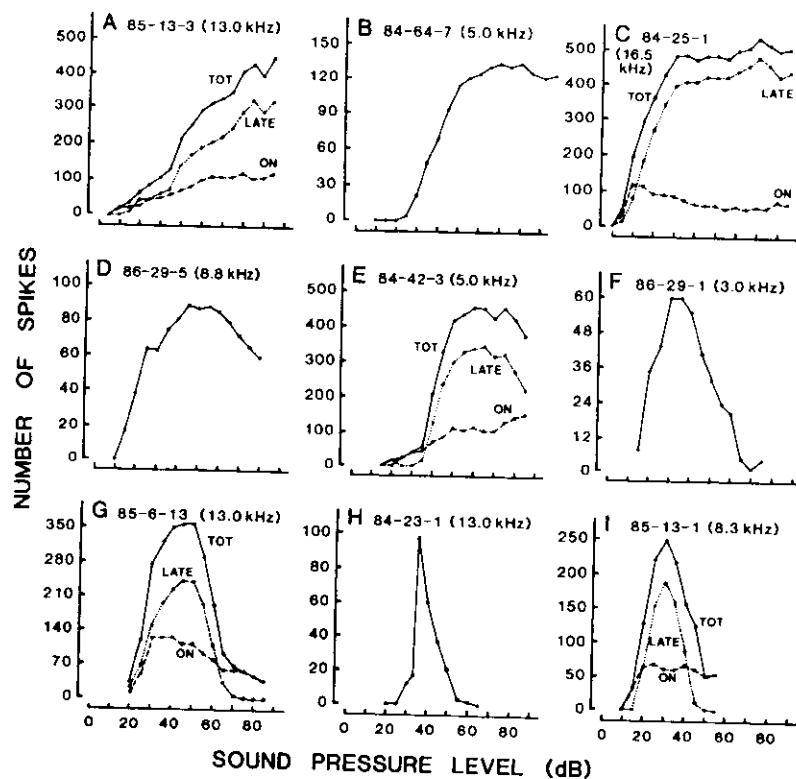 A 85-13-3 (13.0 kHz)
500
400
300
200
100
0
TOT
LATE
ON
B 84-64-7 (5.0 kHz)
150
120
90
60
30
0
C 84-25-1
(16.5
kHz)
500
400
300
200
100
0
TOT
LATE
ON
D 86-29-5 (8.8 kHz)
100
80
60
40
20
0
E 84-42-3 (5.0 kHz)
500
400
300
200
100
0
TOT
LATE
ON
F 86-29-1 (3.0 kHz)
60
48
36
24
12
0
G 85-6-13 (13.0 kHz)
350
280
210
140
70
0
TOT
LATE
ON
0 20 40 60 80
H 84-23-1 (13.0 kHz)
100
80
60
40
20
0
0 20 40 60 80
I 85-13-1 (8.3 kHz)
250
200
150
100
50
0
TOT
LATE
ON
0 20 40 60 80
NUMBER OF SPIKES
SOUND PRESSURE LEVEL (dB)